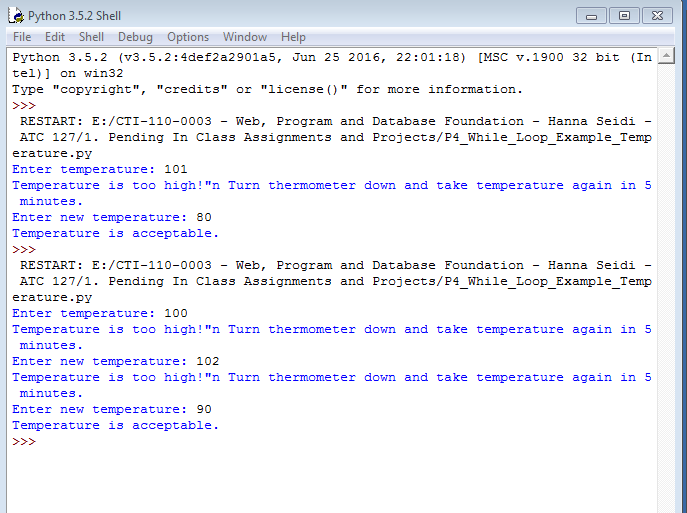 Python 3.5.2 Shell
File Edit Shell Debug Options Window Help
Python 3.5.2 (v3.5.2:4def2a2901a5, Jun 25 2016, 22:01:18) [MSC v.1900 32 bit (In
tel)] on win32
Type "copyright", "credits" or "license()" for more information.
>>>
RESTART: E:/CTI-110-0003 - Web, Program and Database Foundation - Hanna Seidi -
ATC 127/1. Pending In Class Assignments and Projects/P4_While_Loop_Example_Temp
erature.py
Enter temperature: 101
Temperature is too high!"n Turn thermometer down and take temperature again in 5
minutes.
Enter new temperature: 80
Temperature is acceptable.
>>>
RESTART: E:/CTI-110-0003 - Web, Program and Database Foundation - Hanna Seidi -
ATC 127/1. Pending In Class Assignments and Projects/P4_While_Loop_Example_Temp
erature.py
Enter temperature: 100
Temperature is too high!"n Turn thermometer down and take temperature again in 5
minutes.
Enter new temperature: 102
Temperature is too high!"n Turn thermometer down and take temperature again in 5
minutes.
Enter new temperature: 90
Temperature is acceptable.
>>>